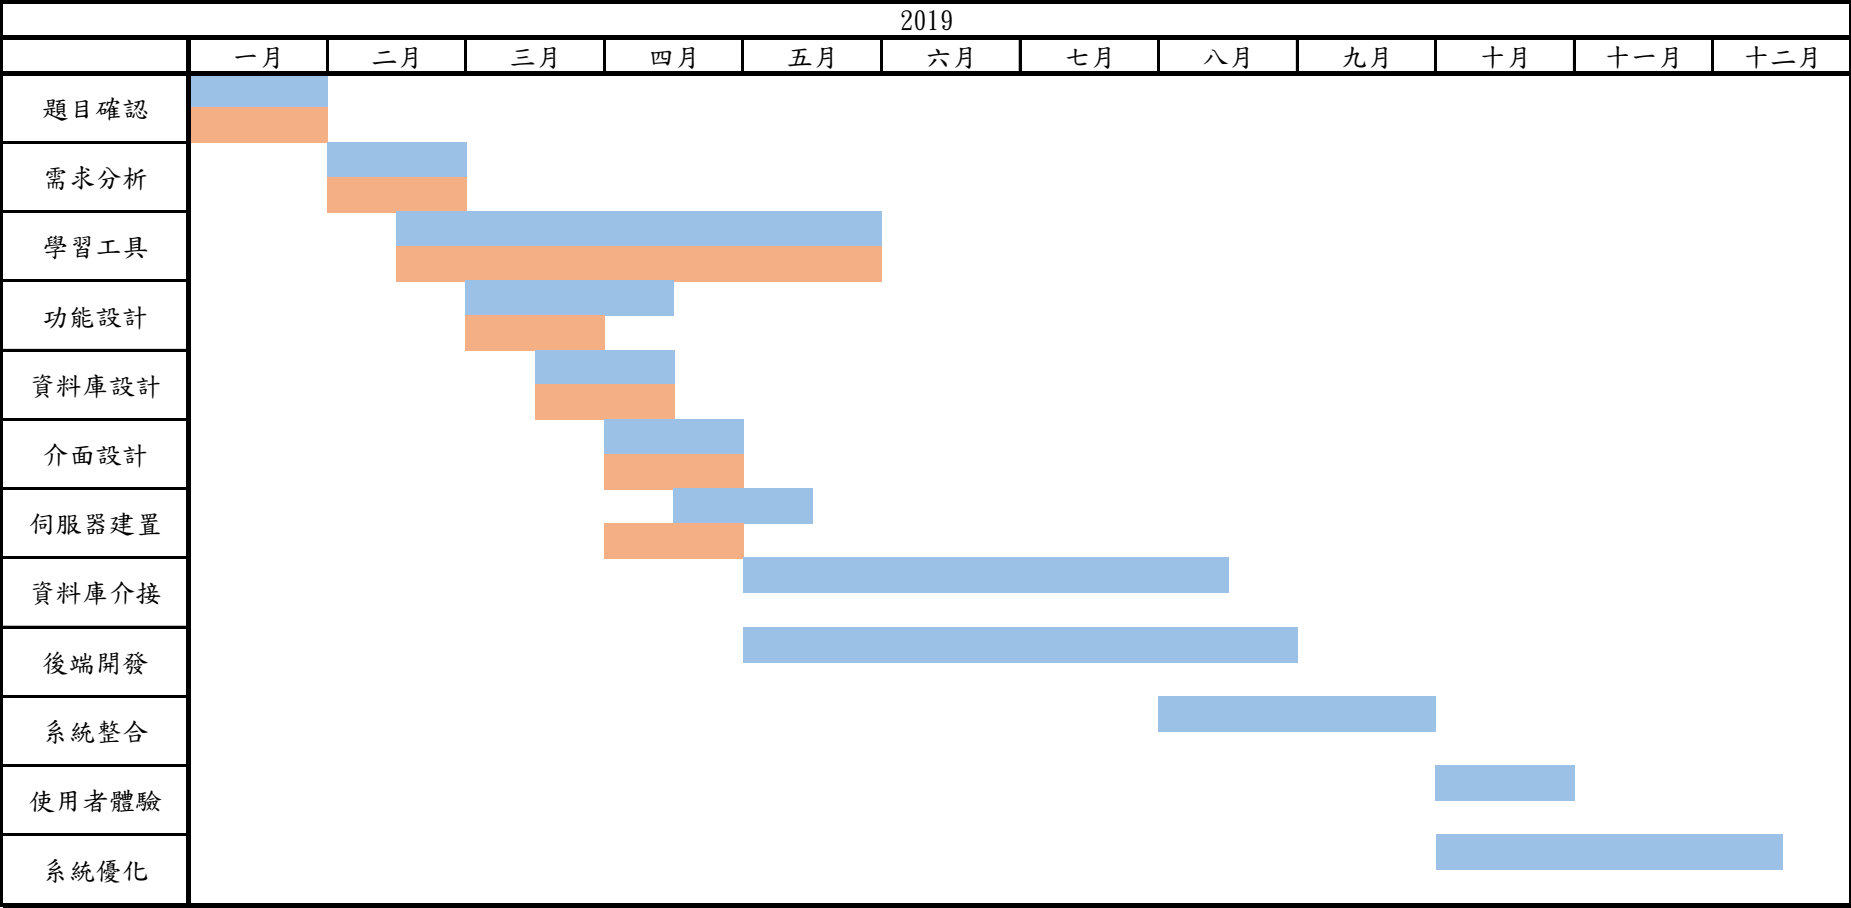 2019
一月 二月 三月 四月 五月 六月 七月 八月 九月 十月 十一月 十二月
題目確認
需求分析
學習工具
功能設計
資料庫設計
介面設計
伺服器建置
資料庫介接
後端開發
系統整合
使用者體驗
系統優化